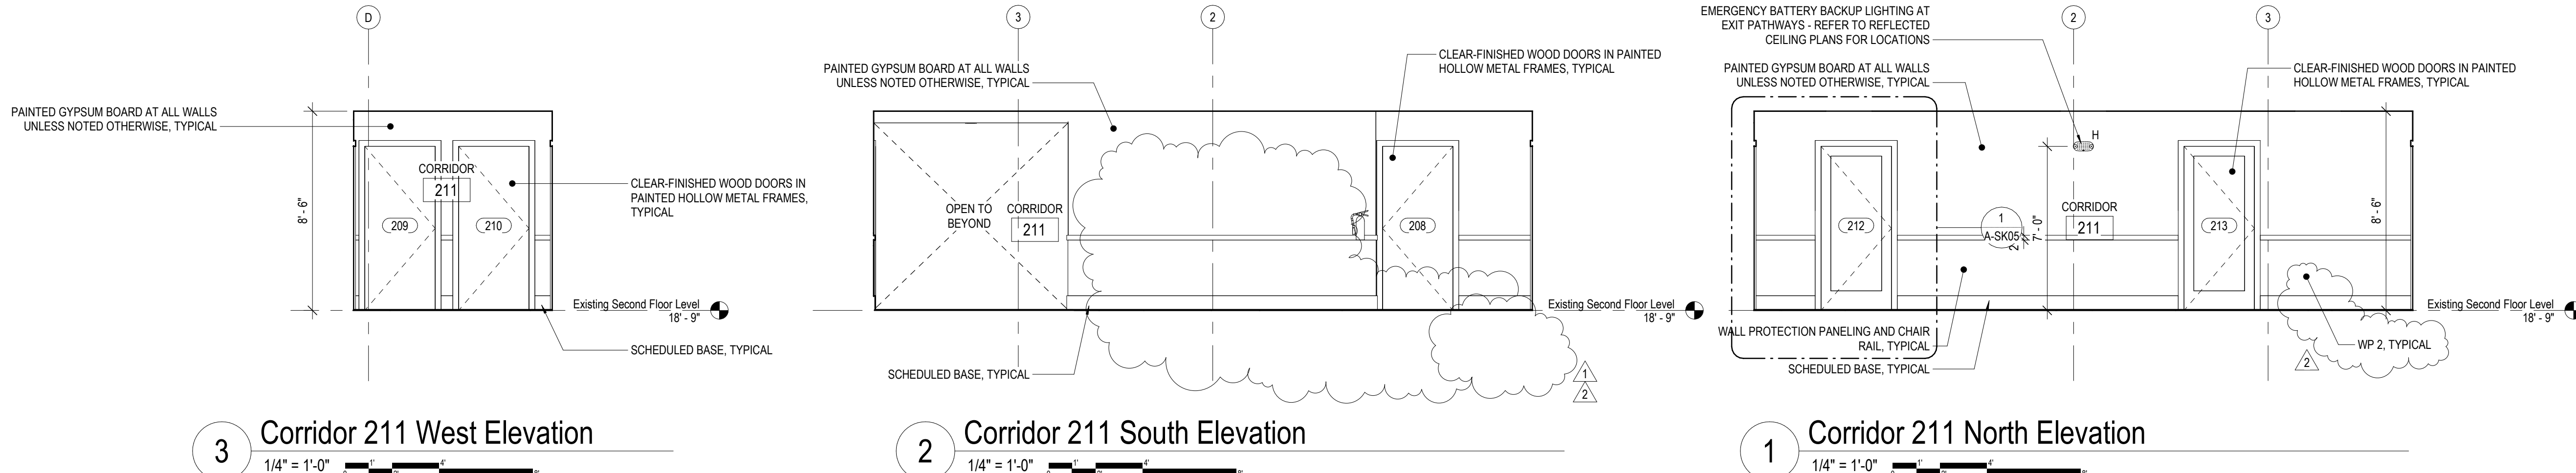 D
PAINTED GYPSUM BOARD AT ALL WALLS
UNLESS NOTED OTHERWISE, TYPICAL
8' - 6"
CORRIDOR
211
209
210
CLEAR-FINISHED WOOD DOORS IN
PAINTED HOLLOW METAL FRAMES,
TYPICAL
Existing Second Floor Level
18' - 9"
SCHEDULED BASE, TYPICAL
3
Corridor 211 West Elevation
1/4" = 1'-0"
1'
4'
3
2
PAINTED GYPSUM BOARD AT ALL WALLS
UNLESS NOTED OTHERWISE, TYPICAL
CLEAR-FINISHED WOOD DOORS IN PAINTED
HOLLOW METAL FRAMES, TYPICAL
OPEN TO
BEYOND
CORRIDOR
211
208
Existing Second Floor Level
18' - 9"
SCHEDULED BASE, TYPICAL
1
2
2
Corridor 211 South Elevation
1/4" = 1'-0"
1'
4'
EMERGENCY BATTERY BACKUP LIGHTING AT
EXIT PATHWAYS - REFER TO REFLECTED
CEILING PLANS FOR LOCATIONS
2
3
PAINTED GYPSUM BOARD AT ALL WALLS
UNLESS NOTED OTHERWISE, TYPICAL
CLEAR-FINISHED WOOD DOORS IN PAINTED
HOLLOW METAL FRAMES, TYPICAL
H
212
1
A-SK05
2
7' - 0"
CORRIDOR
211
213
8' - 6"
Existing Second Floor Level
18' - 9"
WALL PROTECTION PANELING AND CHAIR
RAIL, TYPICAL
SCHEDULED BASE, TYPICAL
WP 2, TYPICAL
2
1
Corridor 211 North Elevation
1/4" = 1'-0"
1'
4'